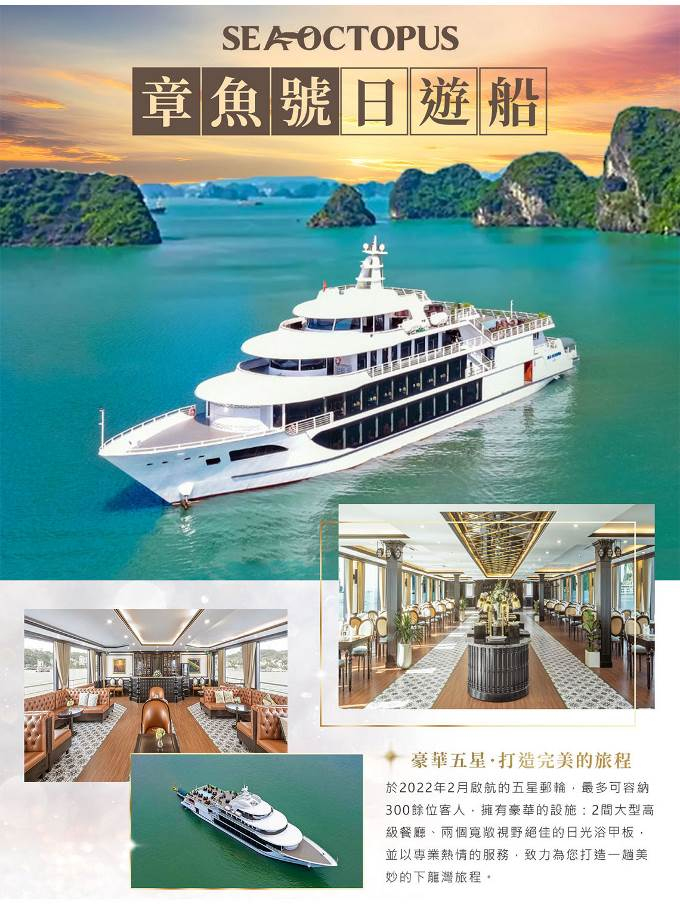 SEA OCTOPUS
章魚號日遊船
豪華五星·打造完美的旅程
於2022年2月啟航的五星郵輪，最多可容納
300餘位客人，擁有豪華的設施：2間大型高
級餐廳、兩個寬敞視野絕佳的日光浴甲板，
並以專業熱情的服務，致力為您打造一趟美
妙的下龍灣旅程。